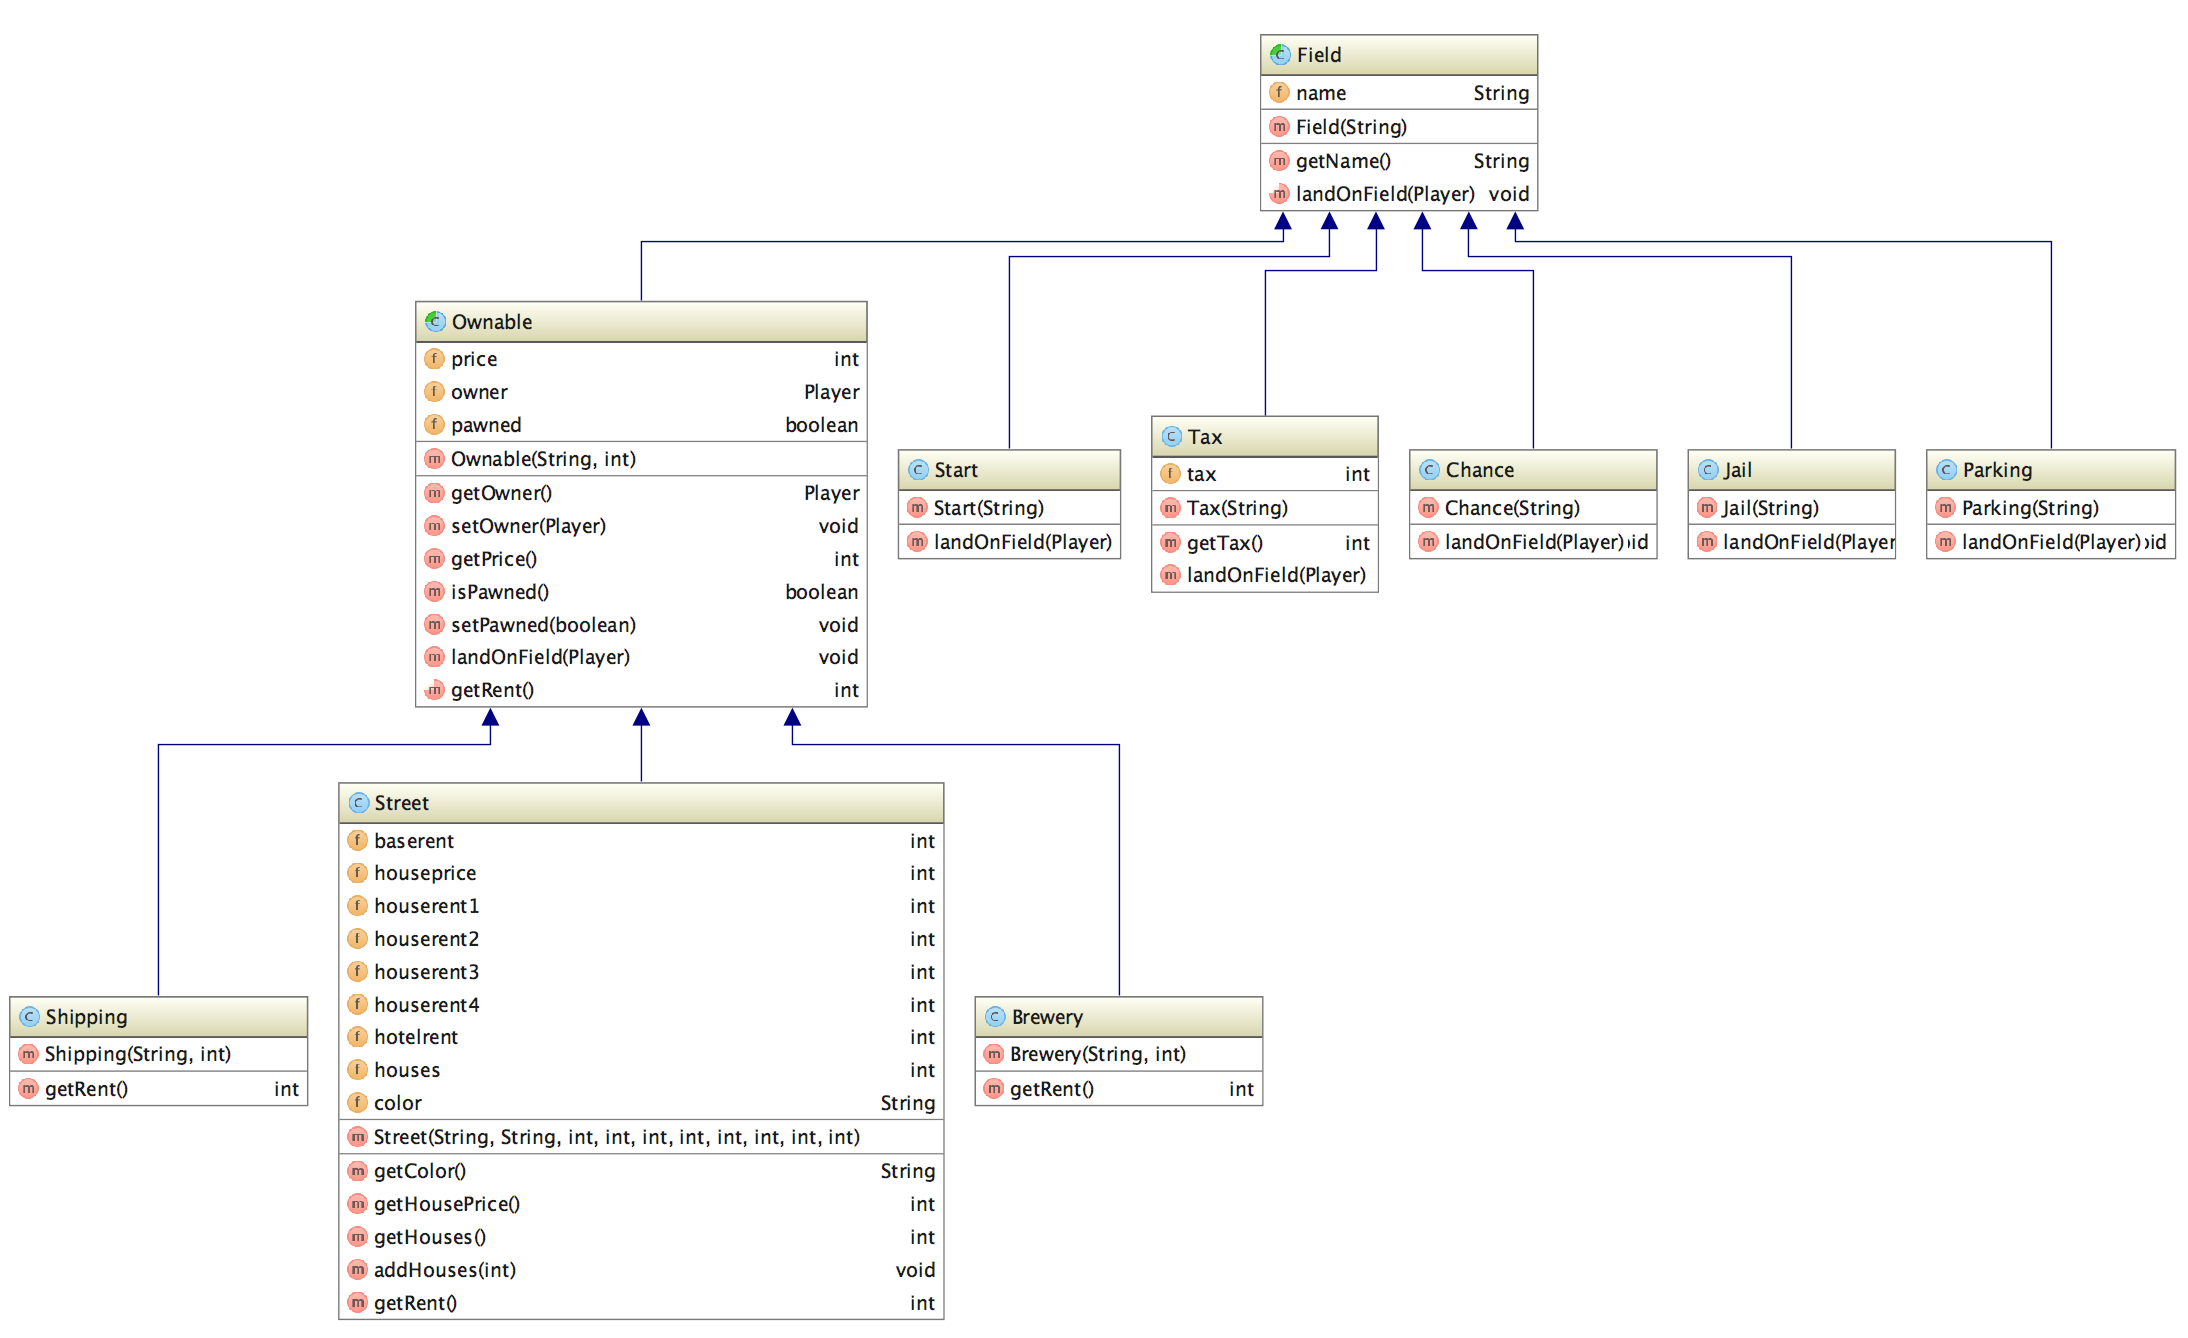 Field
name String
Field(String)
getName() String
landOnField(Player) void
Ownable
price int
owner Player
pawned boolean
Ownable(String, int)
getOwner() Player
setOwner(Player) void
getPrice() int
isPawned() boolean
setPawned(boolean) void
landOnField(Player) void
getRent() int
Start
Start(String)
landOnField(Player)
Tax
tax int
Tax(String)
getTax() int
landOnField(Player)
Chance
Chance(String)
landOnField(Player) oid
Jail
Jail(String)
landOnField(Player
Parking
Parking(String)
landOnField(Player) oid
Shipping
Shipping(String, int)
getRent() int
Street
baserent int
houseprice int
houserent1 int
houserent2 int
houserent3 int
houserent4 int
hotelrent int
houses int
color String
Street(String, String, int, int, int, int, int, int, int, int)
getColor() String
getHousePrice() int
getHouses() int
addHouses(int) void
getRent() int
Brewery
Brewery(String, int)
getRent() int